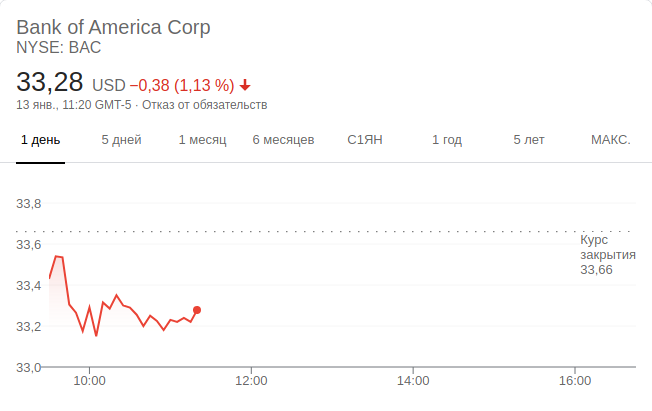 Bank of America Corp
NYSE: BAC
33,28 USD −0,38 (1,13 %)
13 янв., 11:20 GMT-5 · Отказ от обязательств
1 день 5 дней 1 месяц 6 месяцев С1ЯН 1 год 5 лет МАКС.
33,8
Курс
закрытия
33,66
33,6
33,4
33,2
33,0
10:00 12:00 14:00 16:00